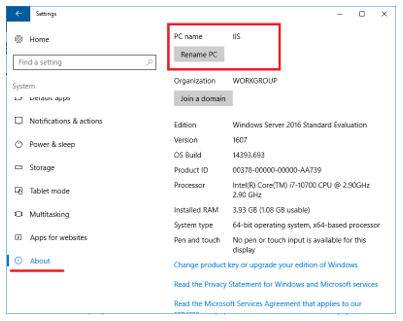 Settings
Home
Find a setting
System
Default apps
Notifications & actions
Power & sleep
Storage
Tablet mode
Multitasking
Apps for websites
About
PC name IIS
Rename PC
Organization WORKGROUP
Join a domain
Edition Windows Server 2016 Standard Evaluation
Version 1607
OS Build 14393.693
Product ID 00378-00000-00000-AA739
Processor Intel(R) Core(TM) i7-10700 CPU @ 2.90GHz
2.90 GHz
Installed RAM 3.93 GB (1.08 GB usable)
System type 64-bit operating system, x64-based processor
Pen and touch No pen or touch input is available for this
display
Change product key or upgrade your edition of Windows
Read the Privacy Statement for Windows and Microsoft services
Read the Microsoft Services Agreement that applies to our
services